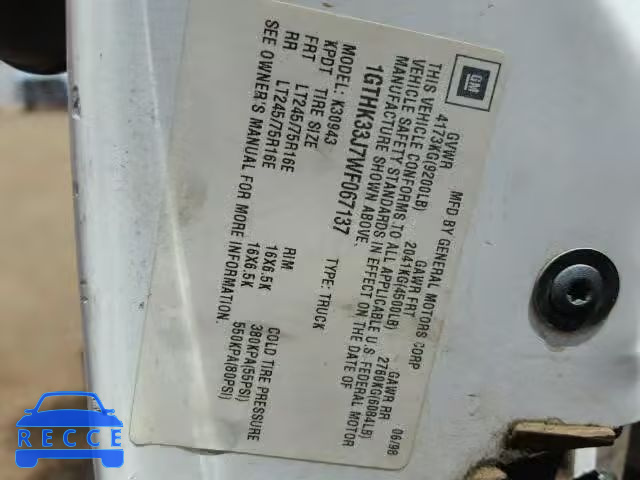 GM
MFD BY GENERAL MOTORS CORP 06/98
GVWR GAWR FRT GAWR RR
4173KG(9200LB) 2041KG(4500LB) 2760KG(6084LB)
THIS VEHICLE CONFORMS TO ALL APPLICABLE U.S. FEDERAL MOTOR
VEHICLE SAFETY STANDARDS IN EFFECT ON THE DATE OF
MANUFACTURE SHOWN ABOVE.
1GTHK33J7WF067137 TYPE: TRUCK
MODEL: K30943
KPDT TIRE SIZE RIM COLD TIRE PRESSURE
FRT LT245/75R16E 16X6.5K 380KPA(55PSI)
RR LT245/75R16E 16X6.5K 550KPA(80PSI)
SEE OWNER'S MANUAL FOR MORE INFORMATION.
RECCE